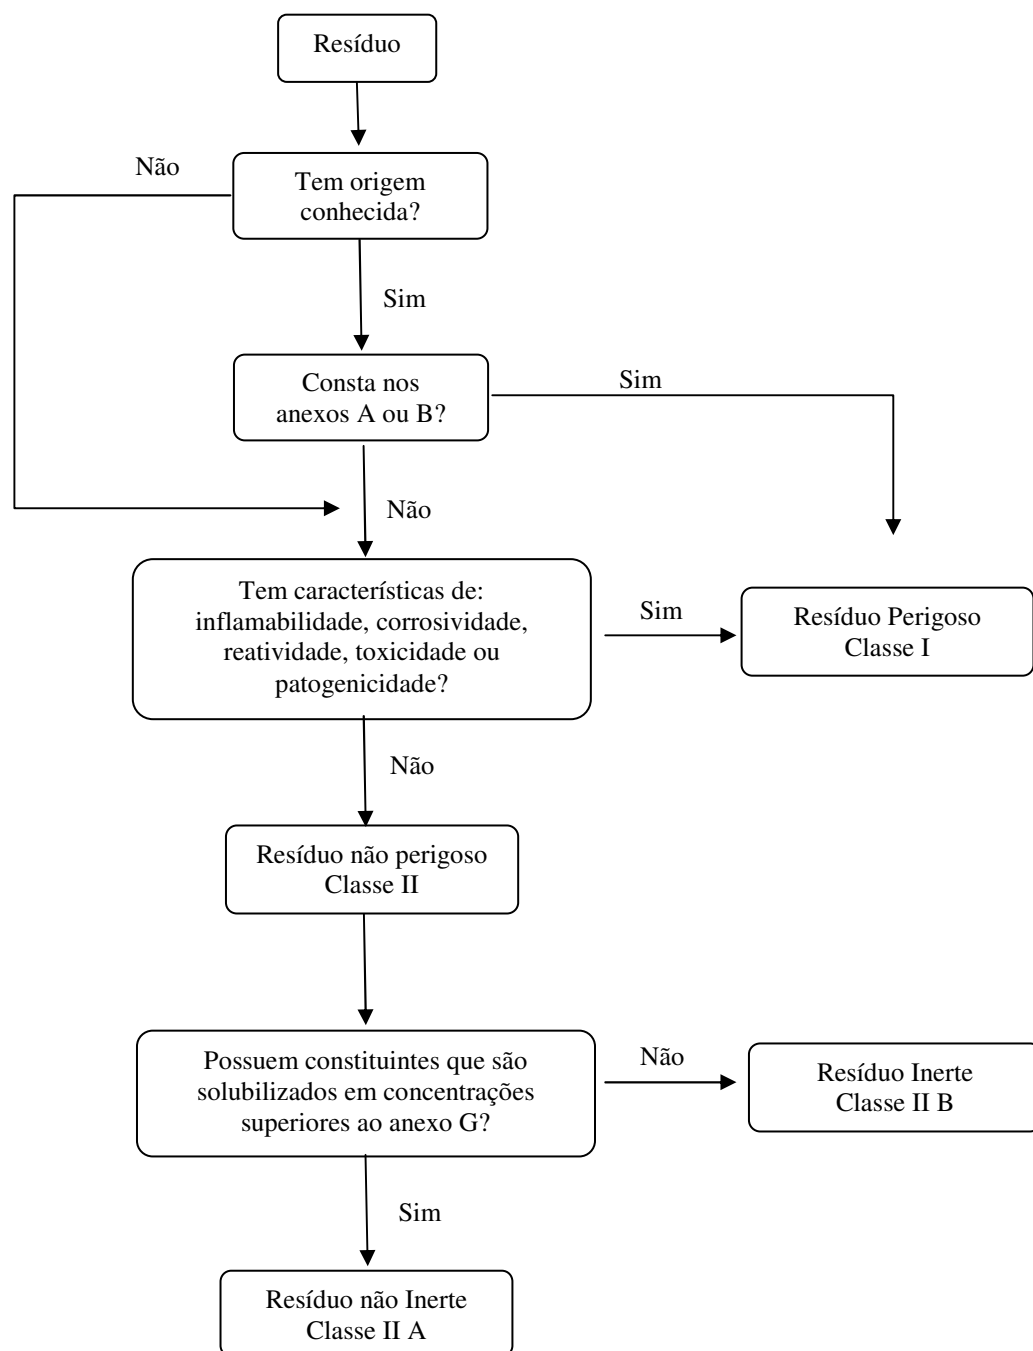 Resíduo
Não
Tem origem
conhecida?
Sim
Consta nos
anexos A ou B?
Sim
Não
Tem características de:
inflamabilidade, corrosividade,
reatividade, toxicidade ou
patogenicidade?
Sim
Resíduo Perigoso
Classe I
Não
Resíduo não perigoso
Classe II
Possuem constituintes que são
solubilizados em concentrações
superiores ao anexo G?
Não
Resíduo Inerte
Classe II B
Sim
Resíduo não Inerte
Classe II A